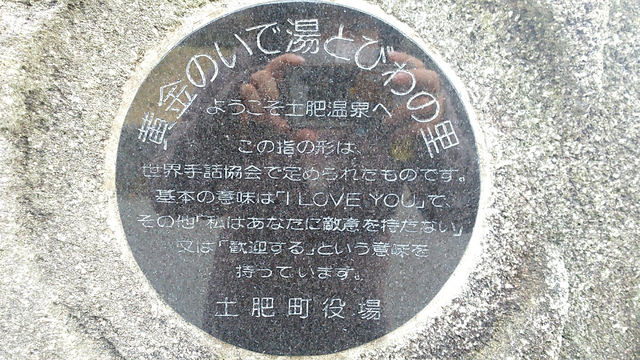 黄金のいで湯とびわの里
ようこそ土肥温泉へ
この指の形は、
世界手話協会で定められたものです。
基本の意味は「I LOVE YOU」で、
その他「私はあなたに敵意を持たない」
又は「歓迎する」という意味を
持っています。
土肥町役場